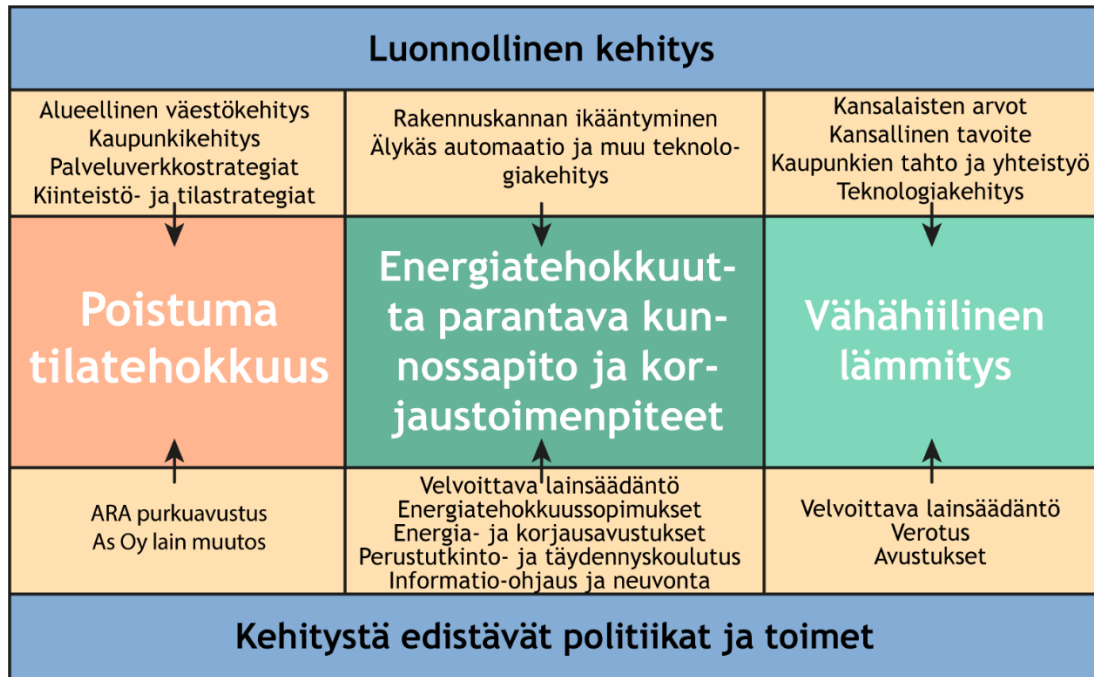 Luonnollinen kehitys
Alueellinen väestökehitys
Kaupunkikehitys
Palveluverkkostrategiat
Kiinteistö- ja tilastrategiat
Rakennuskannan ikääntyminen
Älykäs automaatio ja muu teknolo-
giakehitys
Kansalaisten arvot
Kansallinen tavoite
Kaupunkien tahto ja yhteistyö
Teknologiakehitys
Poistuma
tilatehokkuus
Energiatehokkuut-
ta parantava kun-
nossapito ja kor-
jaustoimenpiteet
Vähähiilinen
lämmitys
ARA purkuavustus
As Oy lain muutos
Velvoittava lainsäädäntö
Energiatehokkuussopimukset
Energia- ja korjausavustukset
Perustutkinto- ja täydennyskoulutus
Informatio-ohjaus ja neuvonta
Velvoittava lainsäädäntö
Verotus
Avustukset
Kehitystä edistävät politiikat ja toimet